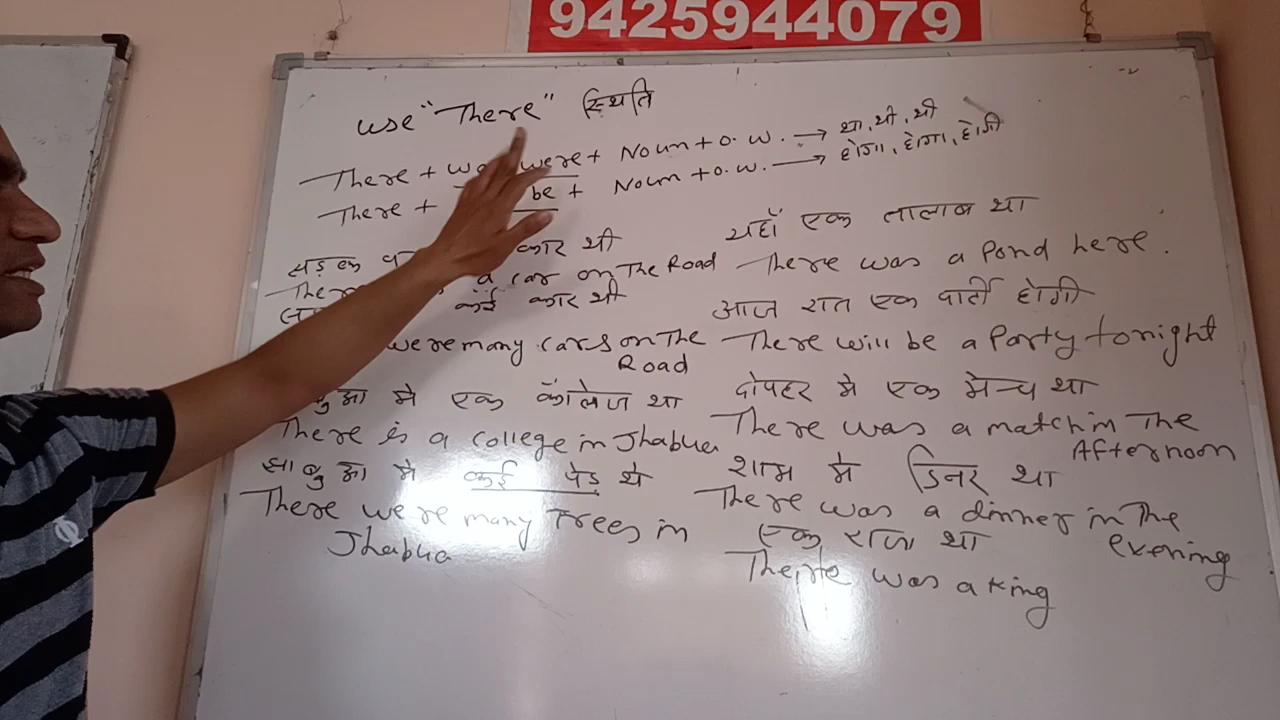 9425944079
use "There" स्थिति
There + were + Noun + o.w. → था, थी, थी
There + be + Noun + o.w. → होगा, होगा, होगी
सड़क कार थी
a car on The Road
कई कार थी
were many cars on The Road
मे एक कॉलेज था
There is a college in Jhabua
झाबुआ मे कई पेड थे
There were many Trees in Jhabua
यहाँ एक तालाब था
There was a Pond here.
आज रात एक पार्टी होगी
There will be a Party tonight
दोपहर मे एक मेन्च था
There was a match in The Afternoon
शाम मे डिनर था
There was a dinner in The evening
एक राजा था
There was a King